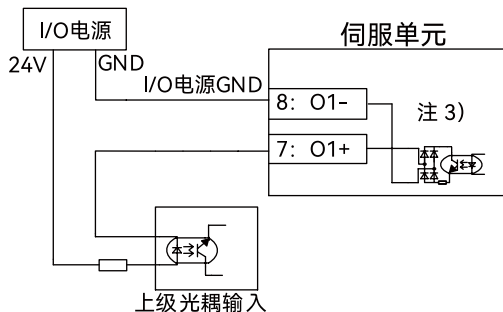 I/O电源
24V
GND
I/O电源GND
伺服单元
8：O1-
注 3）
7：O1+
上级光耦输入